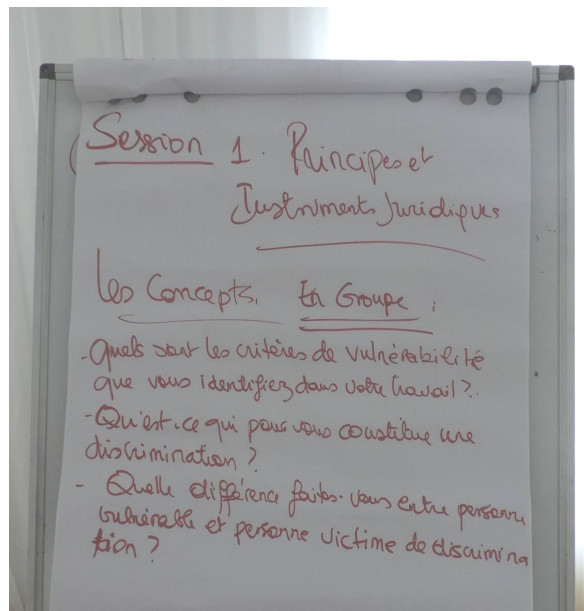 Session 1. Principes et
Instruments Juridiques
Les Concepts. En Groupe :
- Quels sont les critères de vulnérabilité
que vous identifiez dans votre travail ?.
- Qu'est-ce qui pour vous constitue une
discrimination ?
- Quelle différence faites-vous entre personne
vulnérable et personne victime de discrimina
tion ?